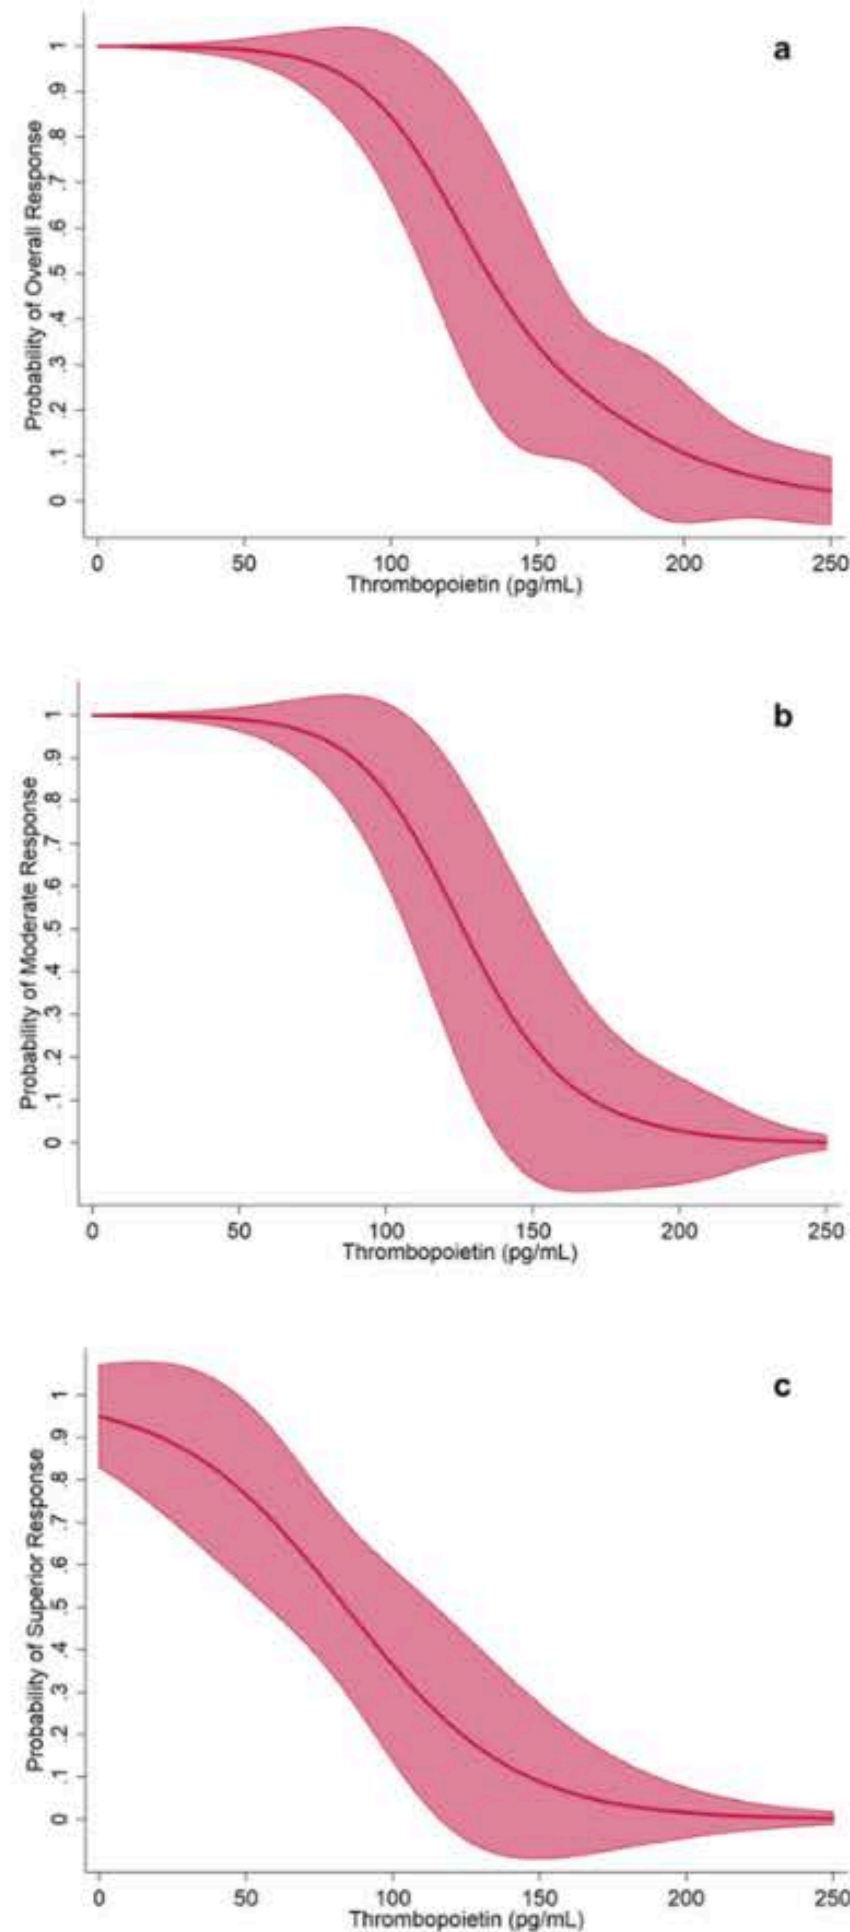 a
Probability of Overall Response
1
.9
.8
.7
.6
.5
.4
.3
.2
.1
0
0 50 100 150 200 250
Thrombopoietin (pg/mL)
b
Probability of Moderate Response
1
.9
.8
.7
.6
.5
.4
.3
.2
.1
0
0 50 100 150 200 250
Thrombopoietin (pg/mL)
c
Probability of Superior Response
1
.9
.8
.7
.6
.5
.4
.3
.2
.1
0
0 50 100 150 200 250
Thrombopoietin (pg/mL)